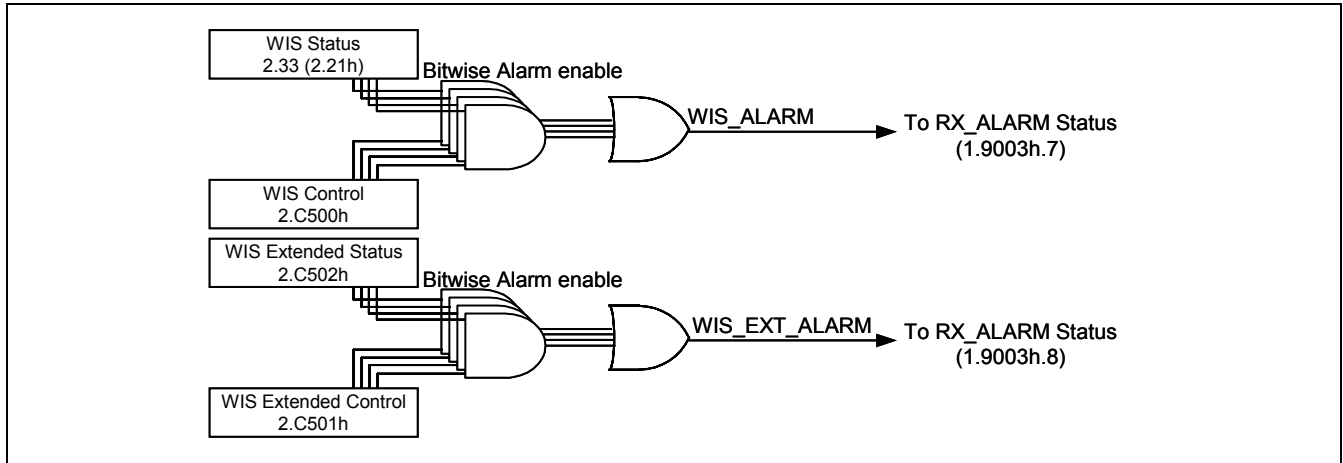 WIS Status
2.33 (2.21h)
Bitwise Alarm enable
WIS_ALARM
To RX_ALARM Status
(1.9003h.7)
WIS Control
2.C500h
WIS Extended Status
2.C502h
Bitwise Alarm enable
WIS_EXT_ALARM
To RX_ALARM Status
(1.9003h.8)
WIS Extended Control
2.C501h